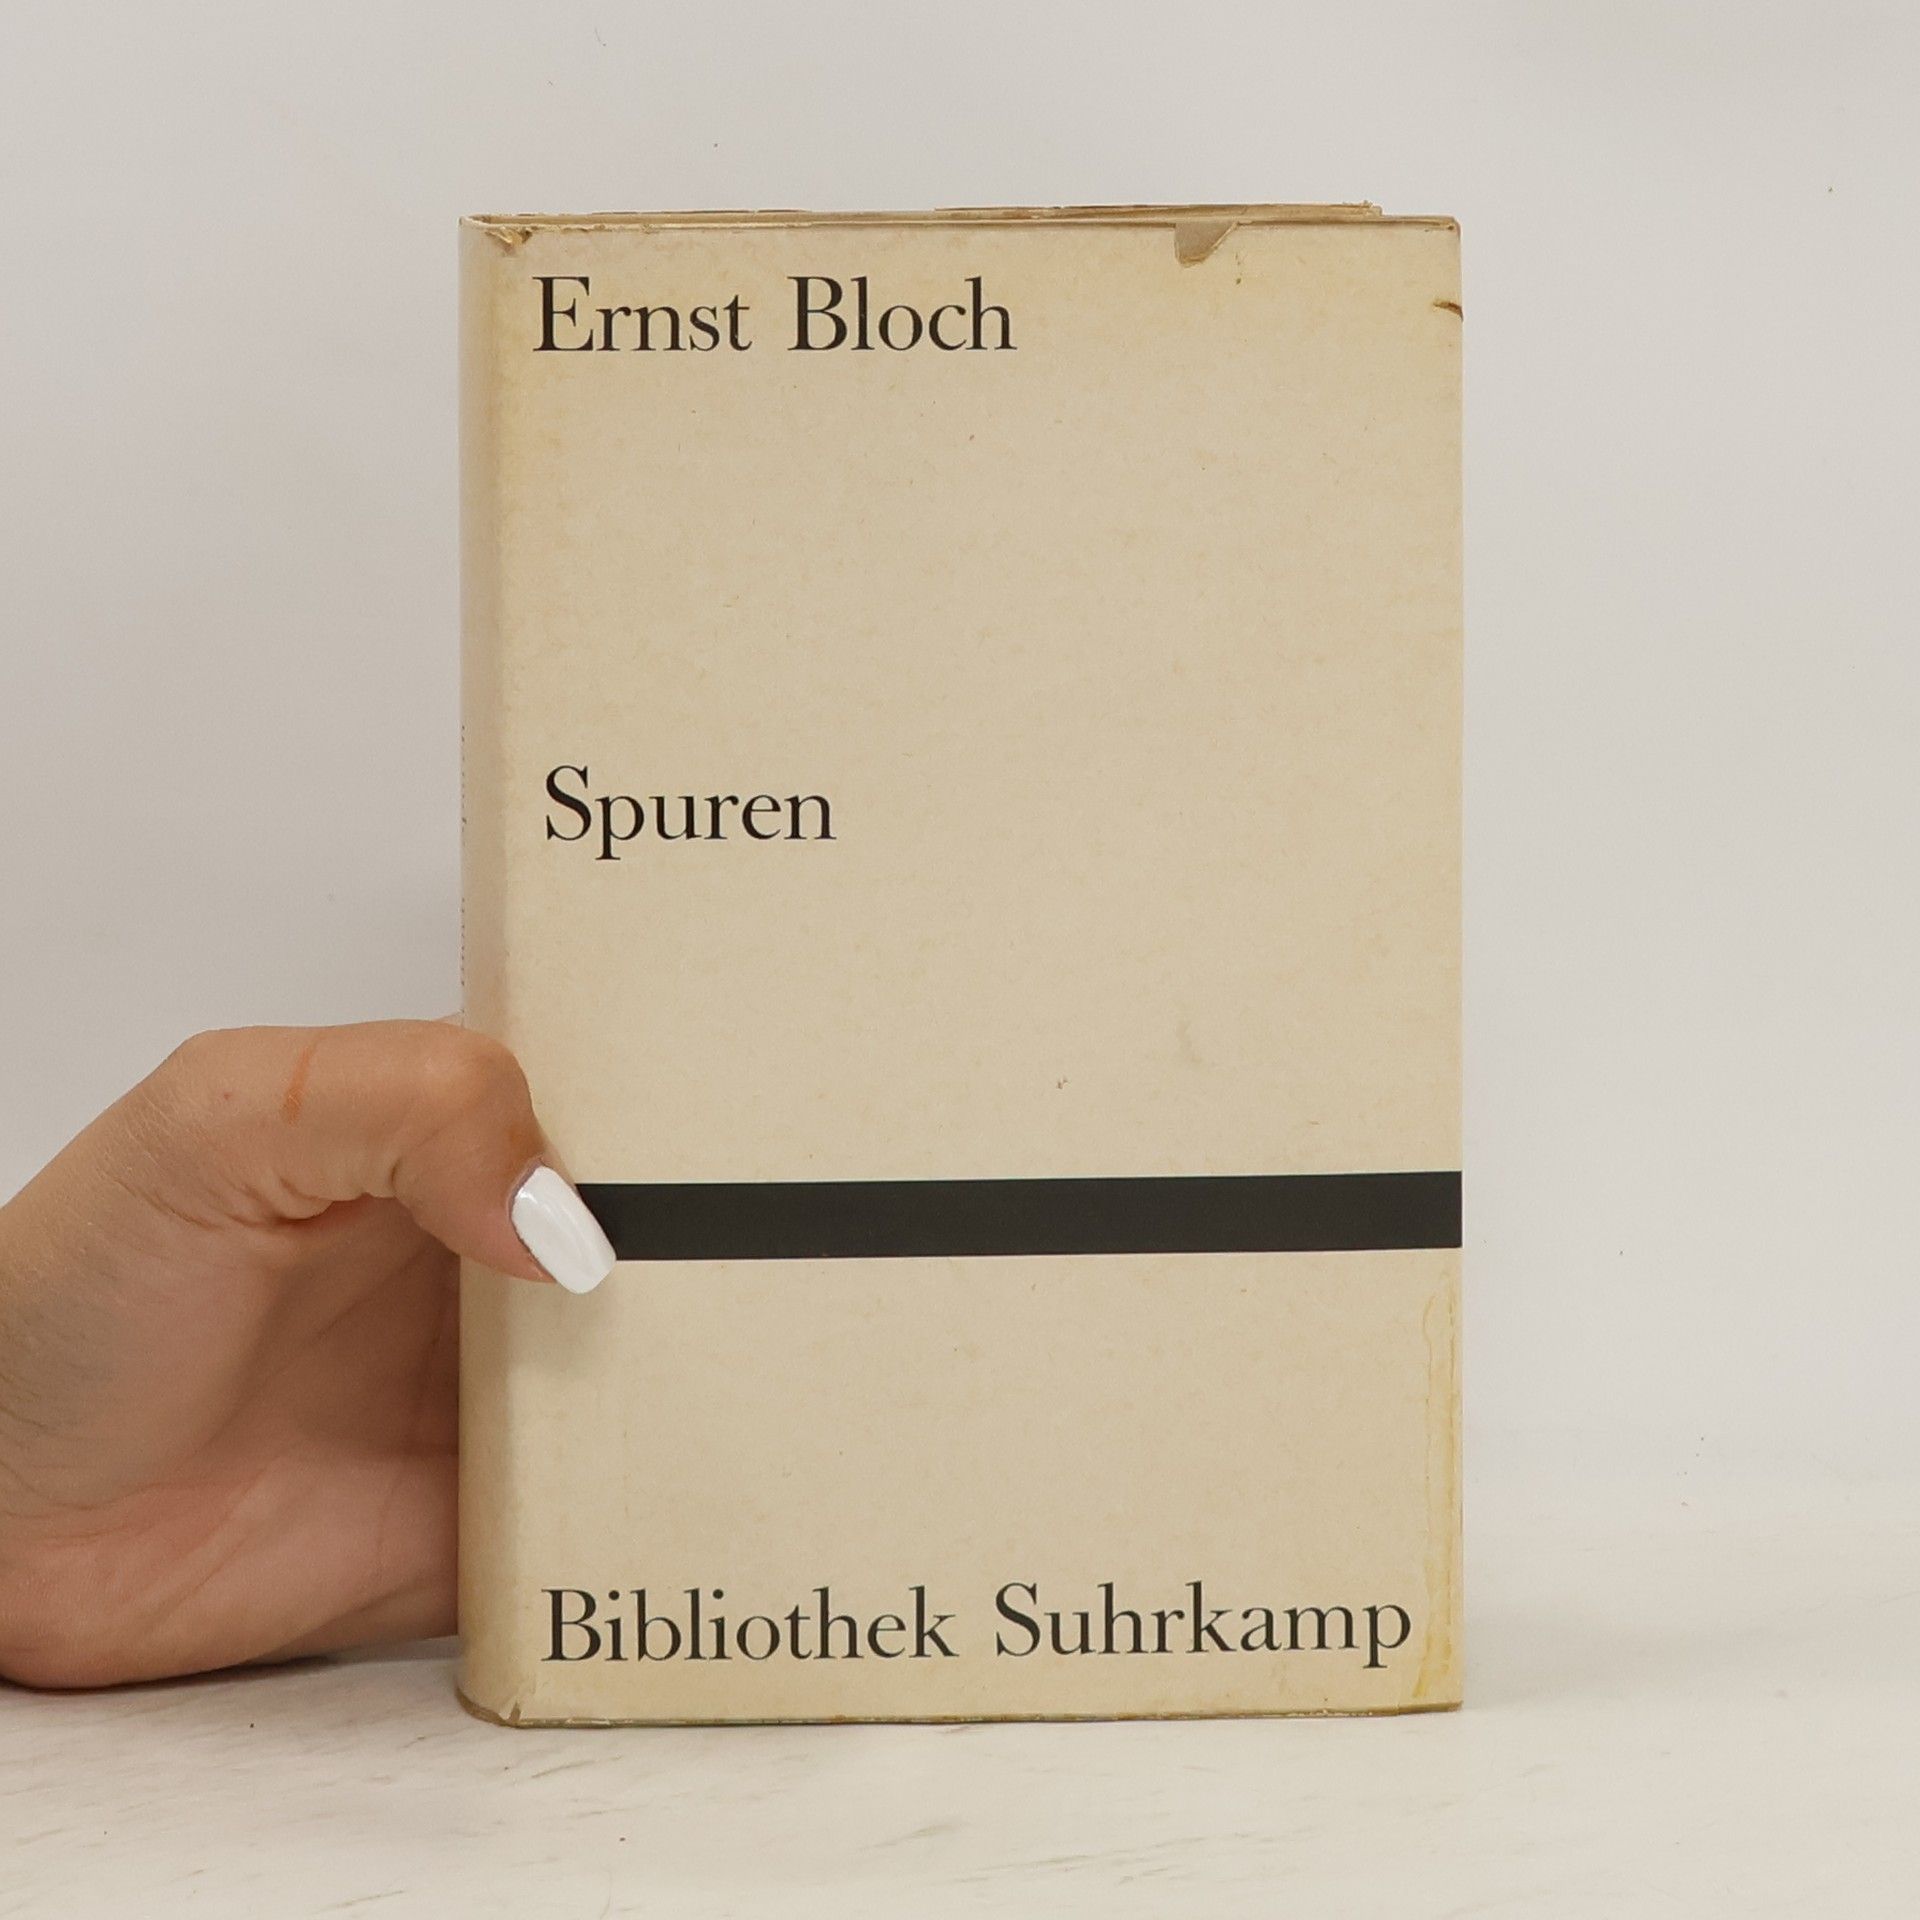 Ernst Bloch
Spuren
Bibliothek Suhrkamp